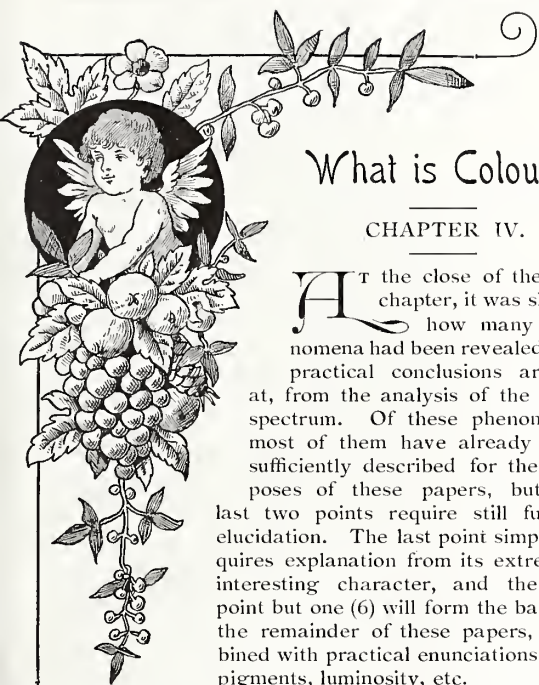 What is Colou
CHAPTER IV.
AT the close of the
chapter, it was s
how many
nomena had been revealed
practical conclusions ar
at, from the analysis of the
spectrum. Of these phenon
most of them have already
sufficiently described for the
poses of these papers, but
last two points require still fu
elucidation. The last point simp
quires explanation from its extre
interesting character, and the
point but one (6) will form the ba
the remainder of these papers,
bined with practical enunciations
pigments, luminosity, etc.